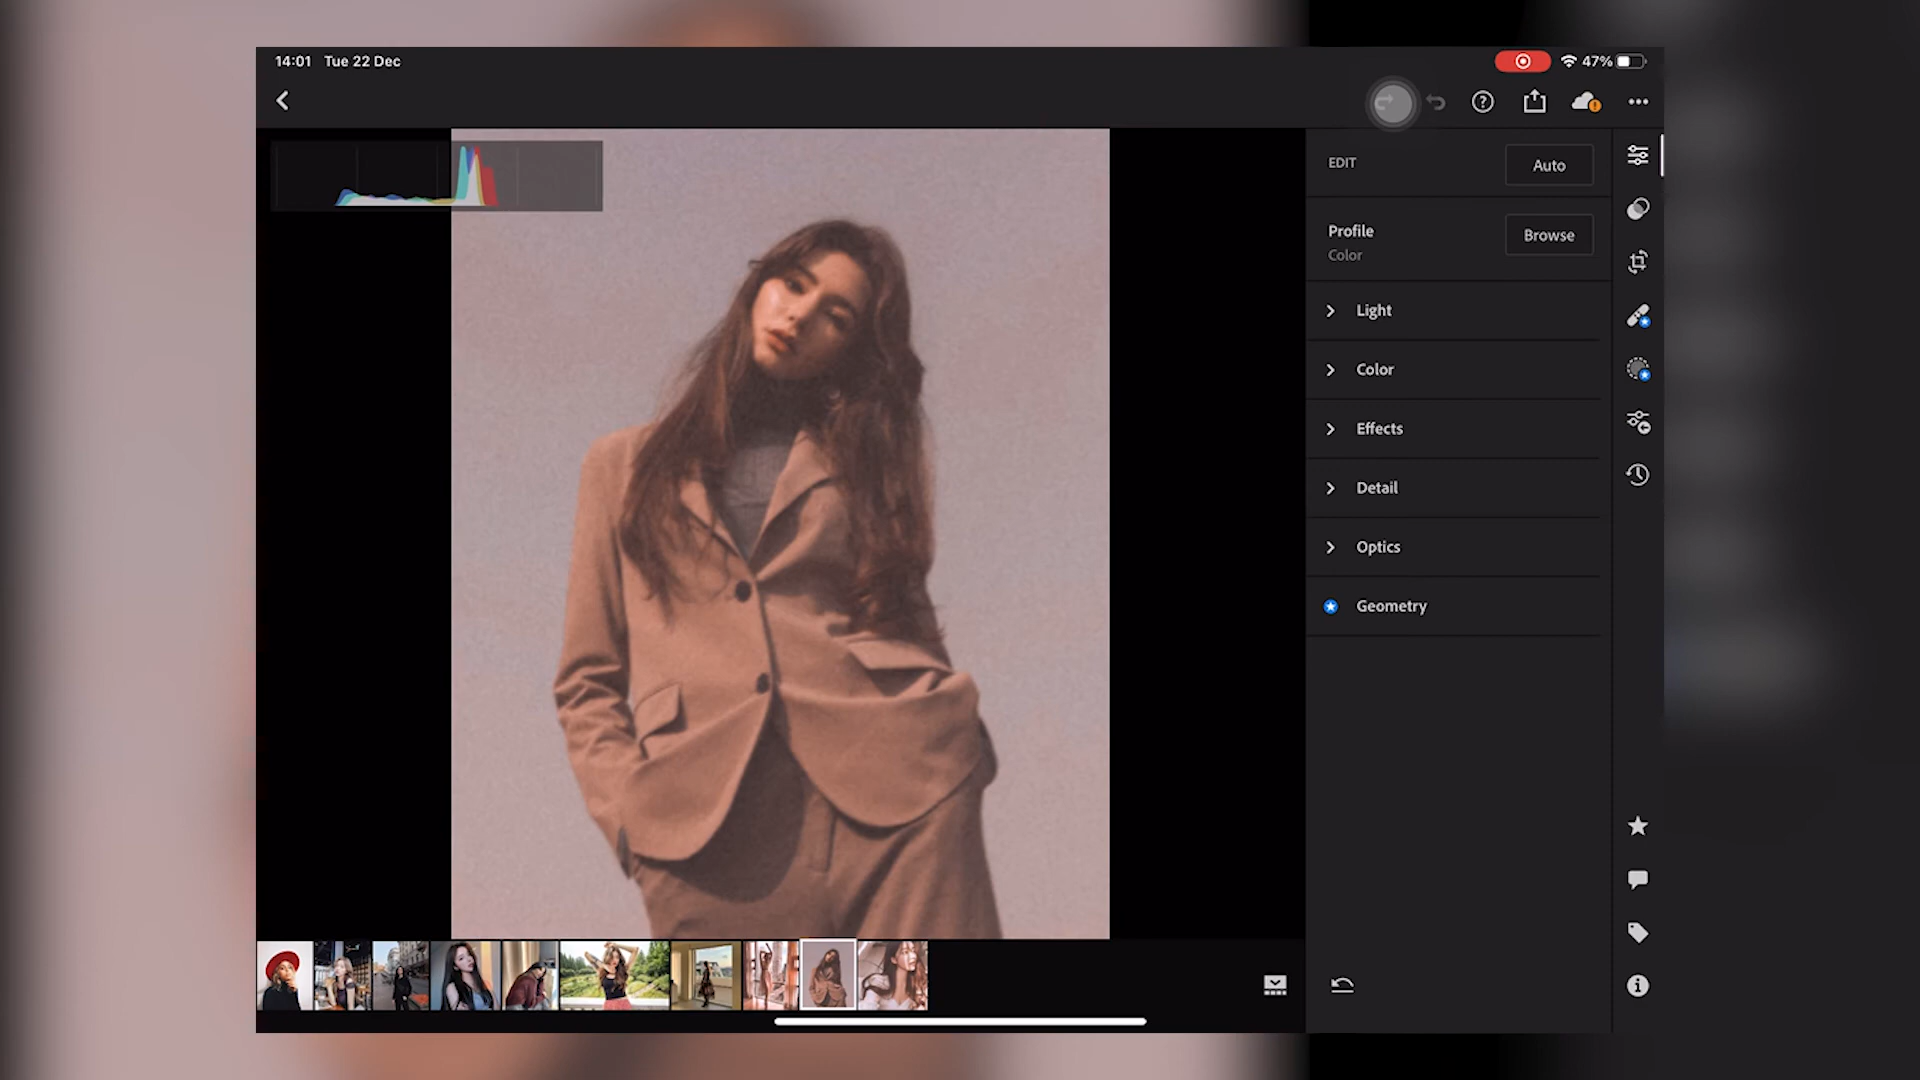 14:01 Tue 22 Dec
47%
EDIT
Auto
Profile
Browse
Color
Light
Color
Effects
Detail
Optics
Geometry